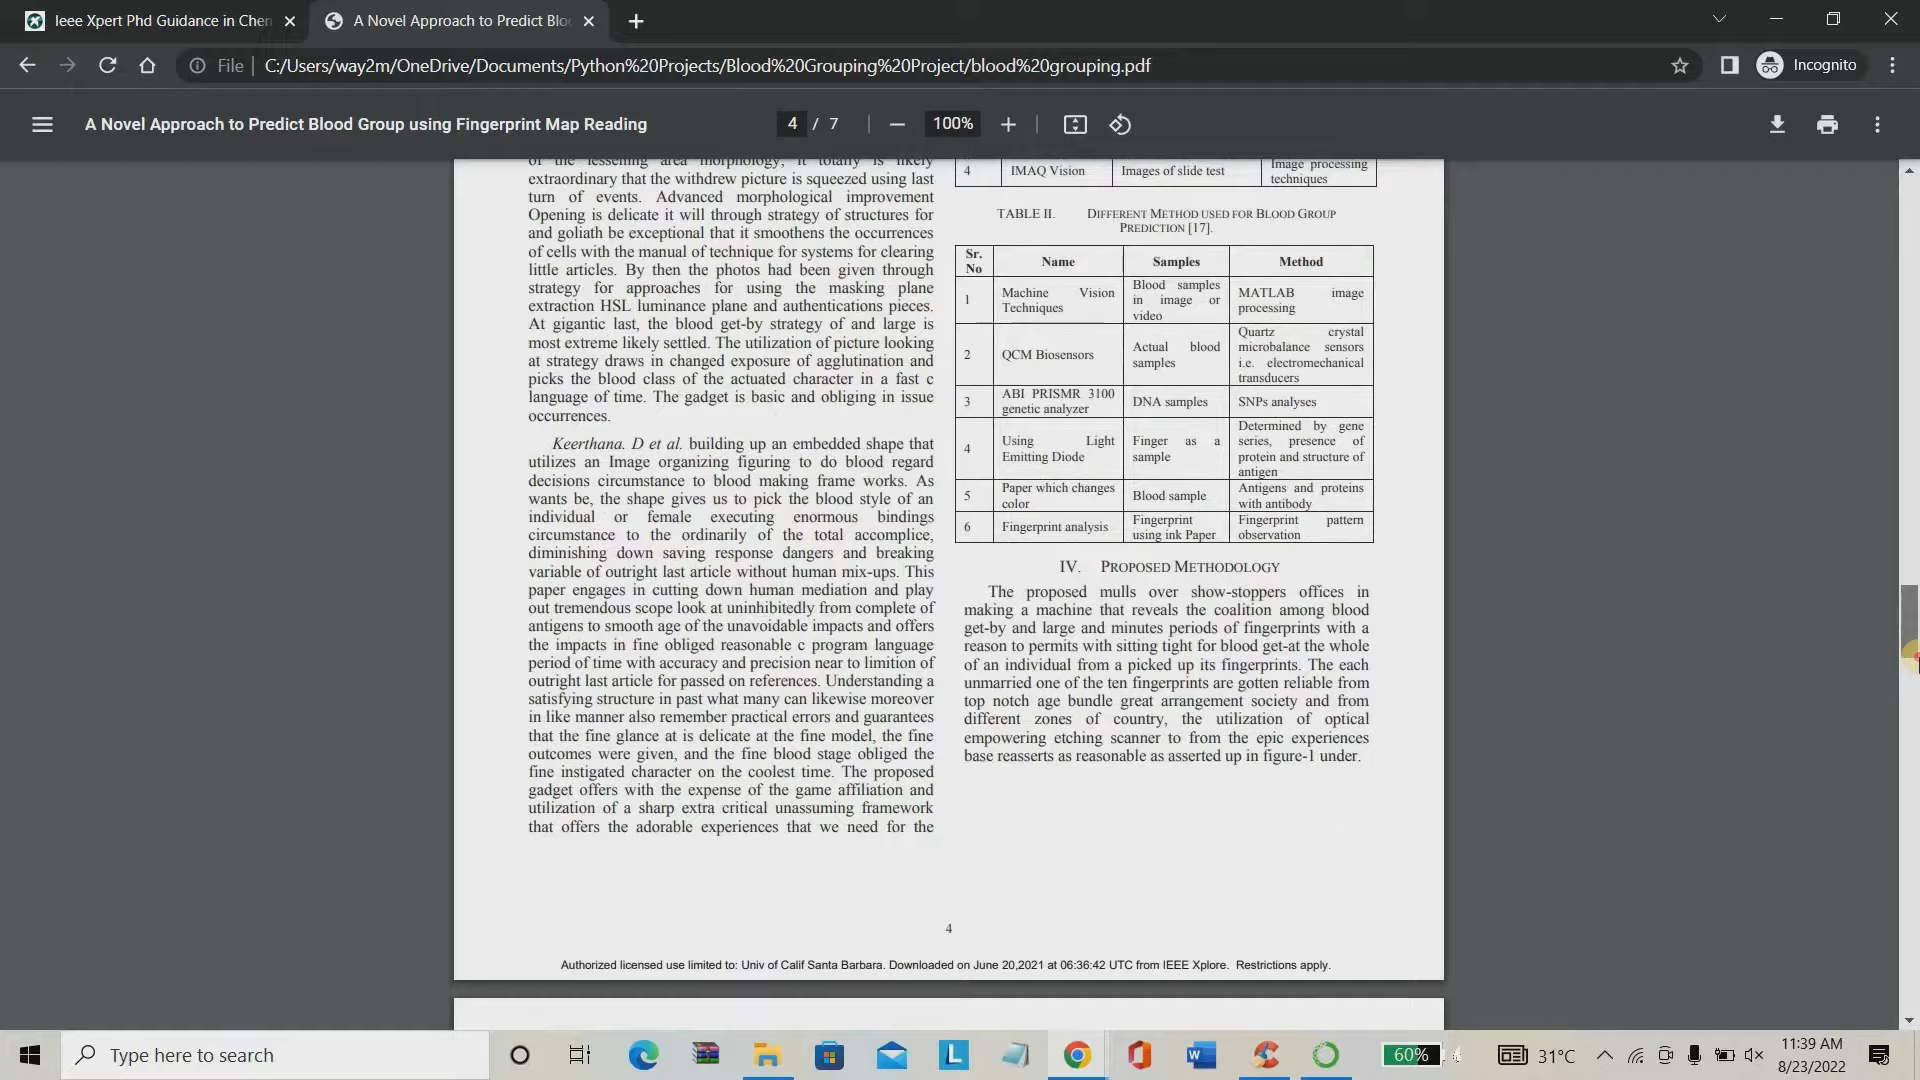 Ieee Xpert Phd Guidance in Chen
A Novel Approach to Predict Bloo
File
C:/Users/way2m/OneDrive/Documents/Python%20Projects/Blood%20Grouping%20Project/blood%20grouping.pdf
Incognito
A Novel Approach to Predict Blood Group using Fingerprint Map Reading
4 / 7
100%
of the lessening area morphology, it totally is likely
extraordinary that the withdrew picture is squeezed using last
turn of events. Advanced morphological improvement
Opening is delicate it will through strategy of structures for
and goliath be exceptional that it smoothens the occurrences
of cells with the manual of technique for systems for clearing
little articles. By then the photos had been given through
strategy for approaches for using the masking plane
extraction HSL luminance plane and authentications pieces.
At gigantic last, the blood get-by strategy of and large is
most extreme likely settled. The utilization of picture looking
at strategy draws in changed exposure of agglutination and
picks the blood class of the actuated character in a fast c
language of time. The gadget is basic and obliging in issue
occurrences.
Keerthana. D et al. building up an embedded shape that
utilizes an Image organizing figuring to do blood regard
decisions circumstance to blood making frame works. As
wants be, the shape gives us to pick the blood style of an
individual or female executing enormous bindings
circumstance to the ordinarily of the total accomplice,
diminishing down saving response dangers and breaking
variable of outright last article without human mix-ups. This
paper engages in cutting down human mediation and play
out tremendous scope look at uninhibitedly from complete of
antigens to smooth age of the unavoidable impacts and offers
the impacts in fine obliged reasonable c program language
period of time with accuracy and precision near to limition of
outright last article for passed on references. Understanding a
satisfying structure in past what many can likewise moreover
in like manner also remember practical errors and guarantees
that the fine glance at is delicate at the fine model, the fine
outcomes were given, and the fine blood stage obliged the
fine instigated character on the coolest time. The proposed
gadget offers with the expense of the game affiliation and
utilization of a sharp extra critical unassuming framework
that offers the adorable experiences that we need for the
4 IMAQ Vision Images of slide test Image processing
techniques
TABLE II. DIFFERENT METHOD USED FOR BLOOD GROUP
PREDICTION [17].
Sr. No Name Samples Method
1 Machine Vision Techniques Blood samples in image or video MATLAB image processing
2 QCM Biosensors Actual blood samples Quartz crystal microbalance sensors i.e. electromechanical transducers
3 ABI PRISMR 3100 genetic analyzer DNA samples SNPs analyses
4 Using Light Emitting Diode Finger as a sample Determined by gene series, presence of protein and structure of antigen
5 Paper which changes color Blood sample Antigens and proteins with antibody
6 Fingerprint analysis Fingerprint using ink Paper Fingerprint pattern observation
IV. PROPOSED METHODOLOGY
The proposed mulls over show-stoppers offices in
making a machine that reveals the coalition among blood
get-by and large and minutes periods of fingerprints with a
reason to permits with sitting tight for blood get-at the whole
of an individual from a picked up its fingerprints. The each
unmarried one of the ten fingerprints are gotten reliable from
top notch age bundle great arrangement society and from
different zones of country, the utilization of optical
empowering etching scanner to from the epic experiences
base reasserts as reasonable as asserted up in figure-1 under.
4
Authorized licensed use limited to: Univ of Calif Santa Barbara. Downloaded on June 20,2021 at 06:36:42 UTC from IEEE Xplore. Restrictions apply.
Type here to search
L
W
60%
31°C
11:39 AM
8/23/2022